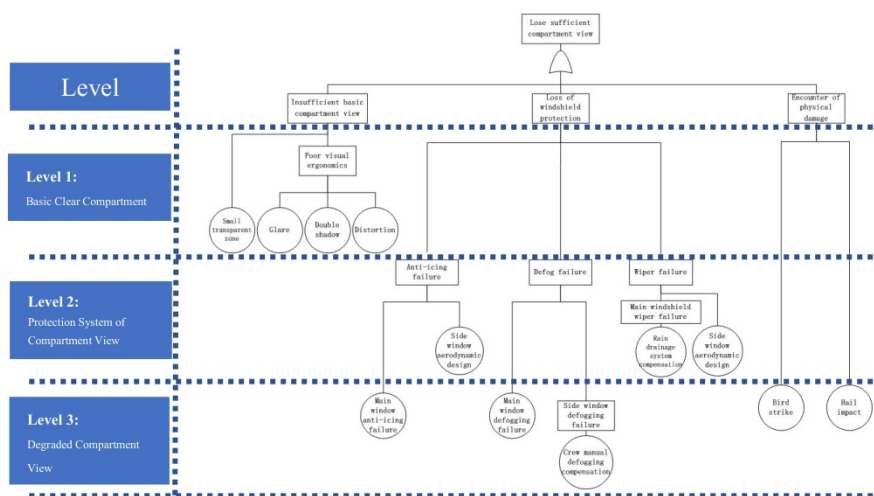 Lose sufficient
compartment view
Level
Insufficient basic
compartment view
Loss of
windshield
protection
Encounter of
physical
damage
Level 1:
Basic Clear Compartment
Poor visual
ergonomics
Small
transparent
zone
Glare
Double
shadow
Distortion
Level 2:
Protection System of
Compartment View
Anti-icing
failure
Defog failure
Wiper failure
Main windshield
wiper failure
Side
window
aerodynamic
design
Rain
drainage
system
compensation
Side
window
aerodynamic
design
Level 3:
Degraded Compartment
View
Main
window
anti-icing
failure
Main
window
defogging
failure
Side window
defogging
failure
Crew manual
defogging
compensation
Bird
strike
Hail
impact